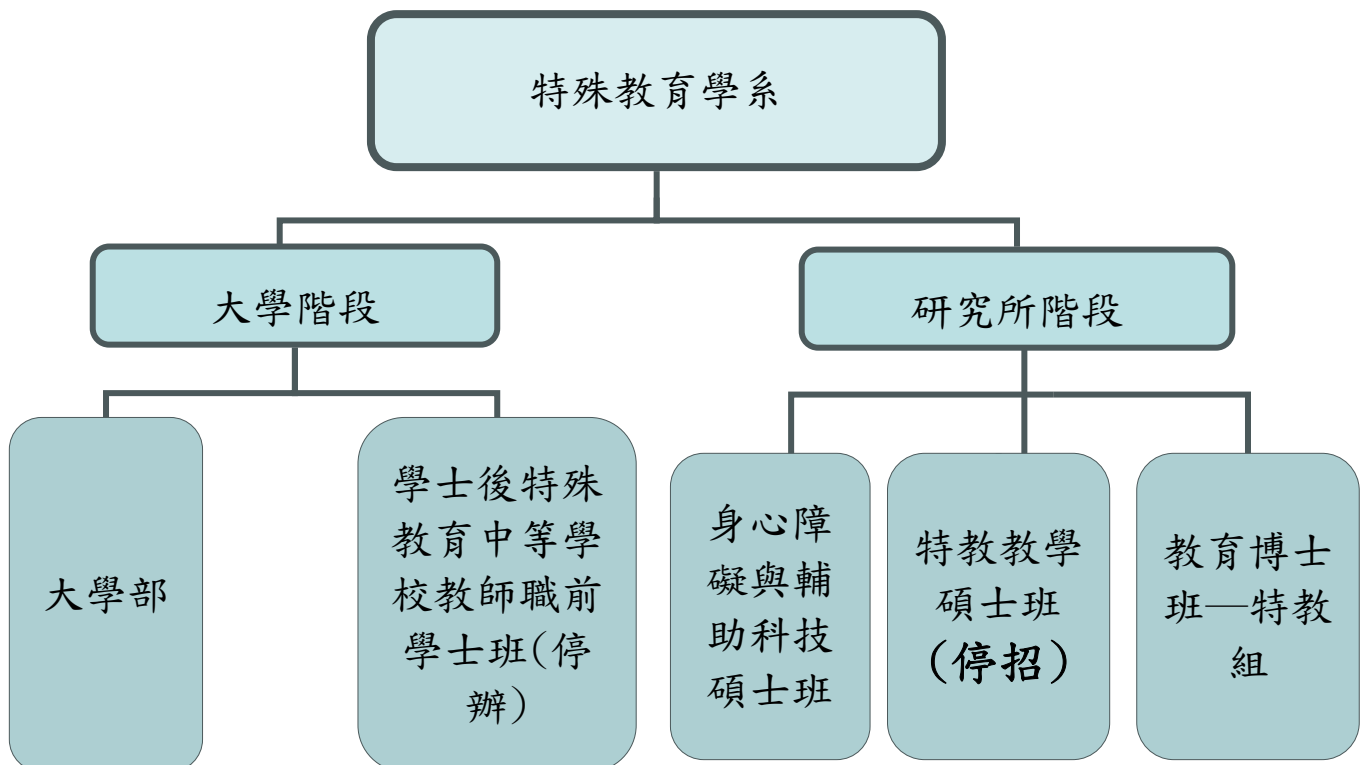 特殊教育學系
大學階段
研究所階段
大學部
學士後特殊
教育中等學
校教師職前
學士班(停
辦)
身心障
礙與輔
助科技
碩士班
特教教學
碩士班
(停招)
教育博士
班—特教
組